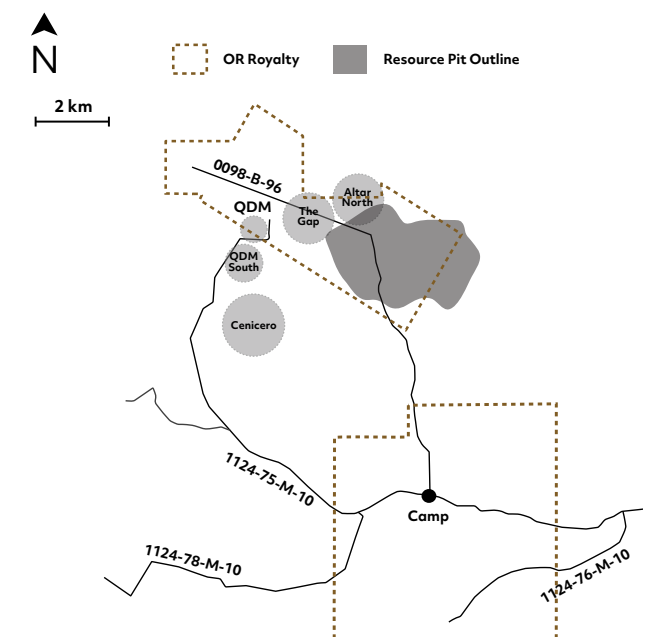 N
OR Royalty
Resource Pit Outline
2 km
0098-B-96
Altar
North
QDM
The
Gap
QDM
South
Cenicero
1124-75-M-10
Camp
1124-78-M-10
1124-76-M-10